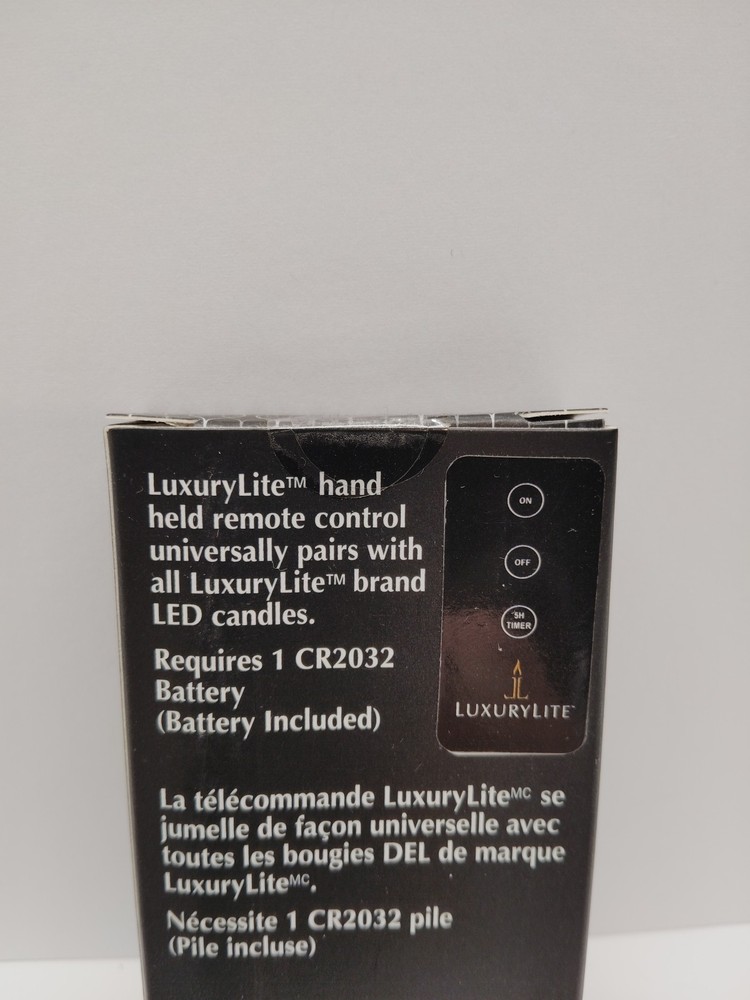 LuxuryLite™ hand
held remote control
universally pairs with
all LuxuryLite™ brand
LED candles.
Requires 1 CR2032
Battery
(Battery Included)
ON
OFF
5H
TIMER
LUXURYLITE™
La télécommande LuxuryLiteᴹᶜ se
jumelle de façon universelle avec
toutes les bougies DEL de marque
LuxuryLiteᴹᶜ.
Nécessite 1 CR2032 pile
(Pile incluse)